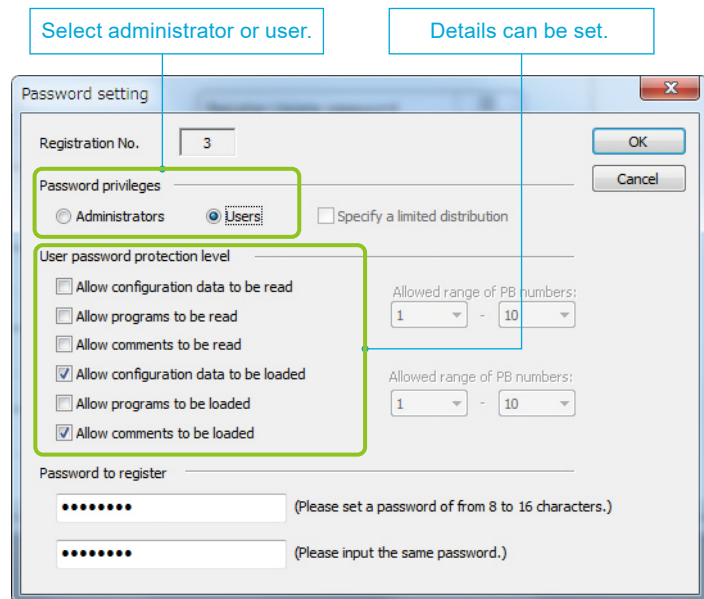 Select administrator or user.
Details can be set.
Password setting
Registration No. 3
OK
Password privileges
Cancel
Administrators Users Specify a limited distribution
User password protection level
Allow configuration data to be read
Allowed range of PB numbers:
Allow programs to be read
1 - 10
Allow comments to be read
Allow configuration data to be loaded
Allowed range of PB numbers:
Allow programs to be loaded
1 - 10
Allow comments to be loaded
Password to register
•••••••• (Please set a password of from 8 to 16 characters.)
•••••••• (Please input the same password.)